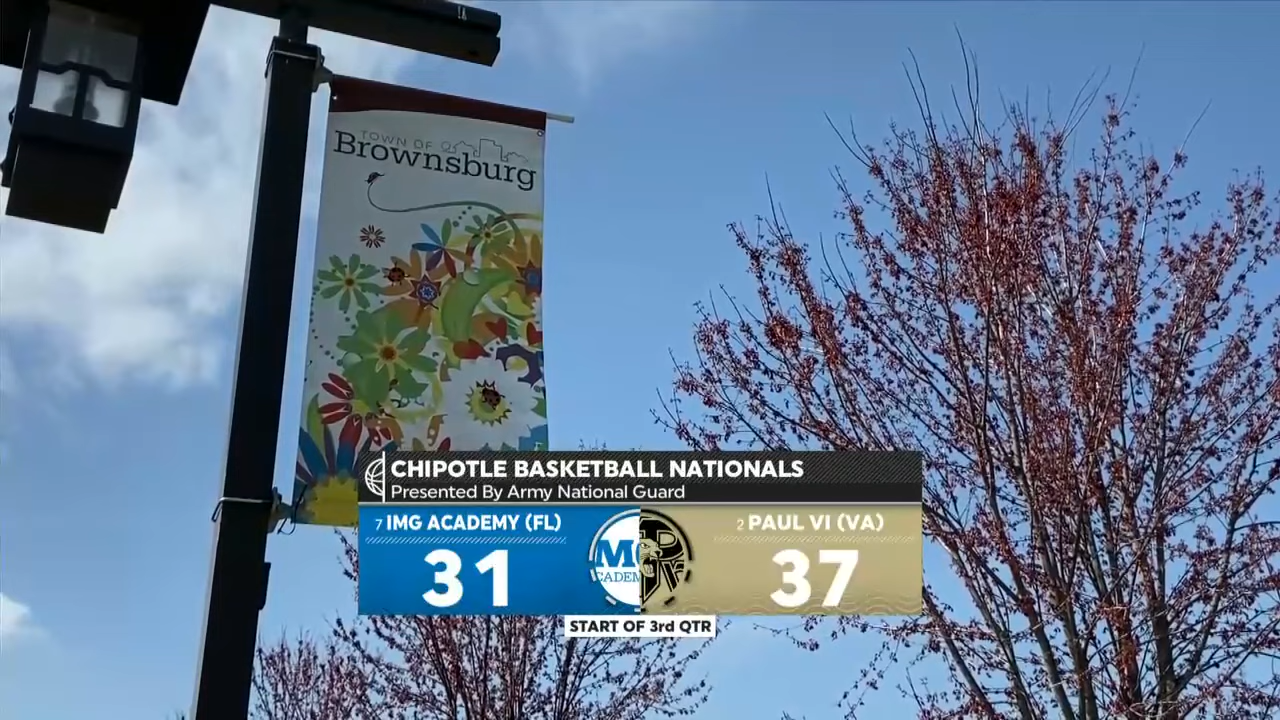 TOWN OF
Brownsburg
CHIPOTLE BASKETBALL NATIONALS
Presented By Army National Guard
7 IMG ACADEMY (FL)
2 PAUL VI (VA)
31
37
START OF 3rd QTR